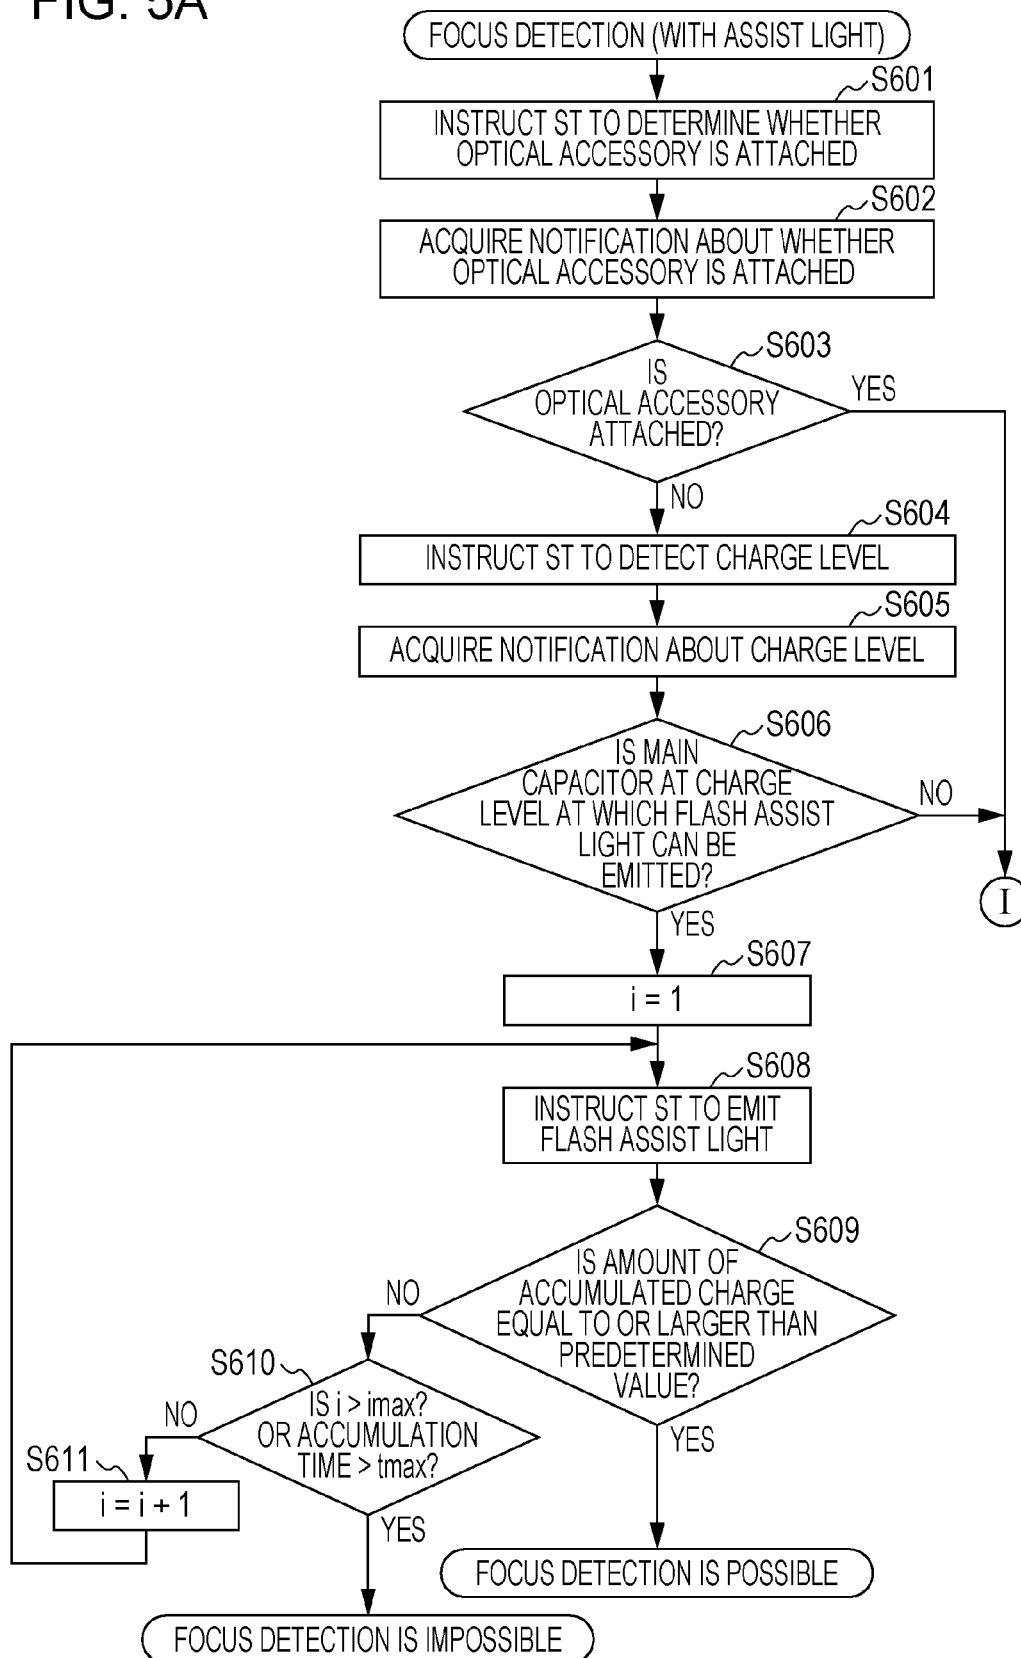 FIG. 5A
FOCUS DETECTION (WITH ASSIST LIGHT)
S601
INSTRUCT ST TO DETERMINE WHETHER
OPTICAL ACCESSORY IS ATTACHED
S602
ACQUIRE NOTIFICATION ABOUT WHETHER
OPTICAL ACCESSORY IS ATTACHED
S603
IS
OPTICAL ACCESSORY
ATTACHED?
YES
NO
S604
INSTRUCT ST TO DETECT CHARGE LEVEL
S605
ACQUIRE NOTIFICATION ABOUT CHARGE LEVEL
S606
IS MAIN
CAPACITOR AT CHARGE
LEVEL AT WHICH FLASH ASSIST
LIGHT CAN BE
EMITTED?
NO
I
YES
S607
i = 1
S608
INSTRUCT ST TO EMIT
FLASH ASSIST LIGHT
S609
IS AMOUNT OF
ACCUMULATED CHARGE
EQUAL TO OR LARGER THAN
PREDETERMINED
VALUE?
NO
YES
S610
IS i > imax?
OR ACCUMULATION
TIME > tmax?
NO
S611
i = i + 1
YES
FOCUS DETECTION IS POSSIBLE
FOCUS DETECTION IS IMPOSSIBLE